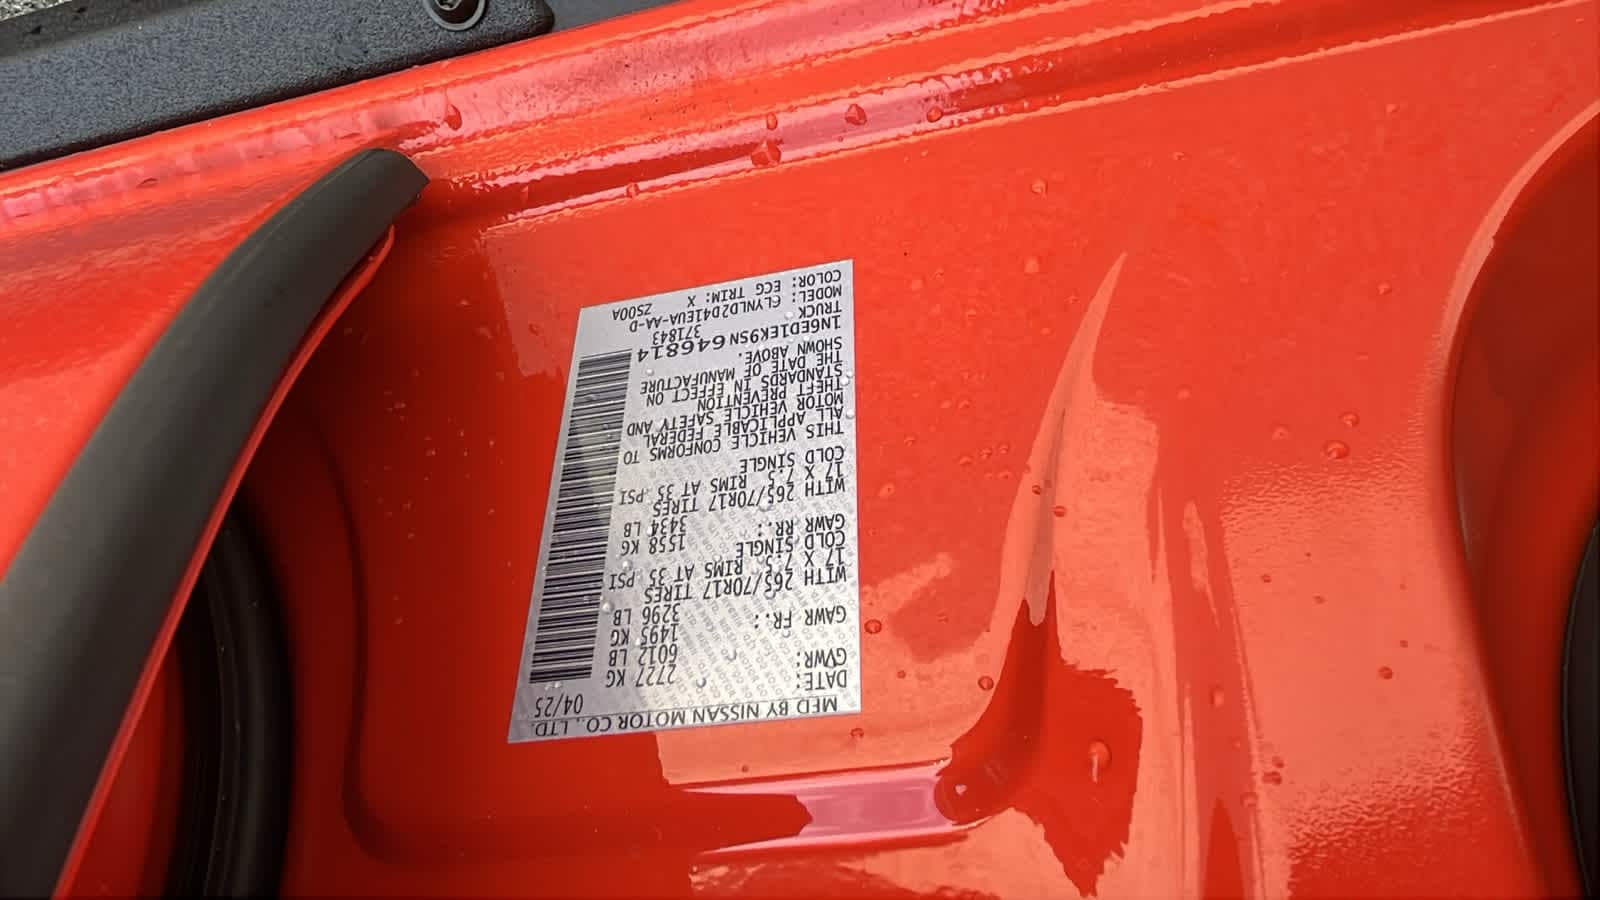 MFD BY NISSAN MOTOR CO., LTD.
DATE: 04/25
GVWR: 2727 KG
6012 LB
GAWR FR.: 1495 KG
3296 LB
WITH 265/70R17 TIRES
17 X 7.5 RIMS AT 35 PSI
COLD SINGLE
GAWR RR.: 1558 KG
3434 LB
WITH 265/70R17 TIRES
17 X 7.5 RIMS AT 35 PSI
COLD SINGLE
THIS VEHICLE CONFORMS TO
ALL APPLICABLE FEDERAL
MOTOR VEHICLE SAFETY AND
THEFT PREVENTION
STANDARDS IN EFFECT ON
THE DATE OF MANUFACTURE
SHOWN ABOVE.
1N6ED1EK9SN646814
TRUCK 371843
MODEL: GLYNLD2D41EUA-AA-D
COLOR: ECG TRIM: X Z500A